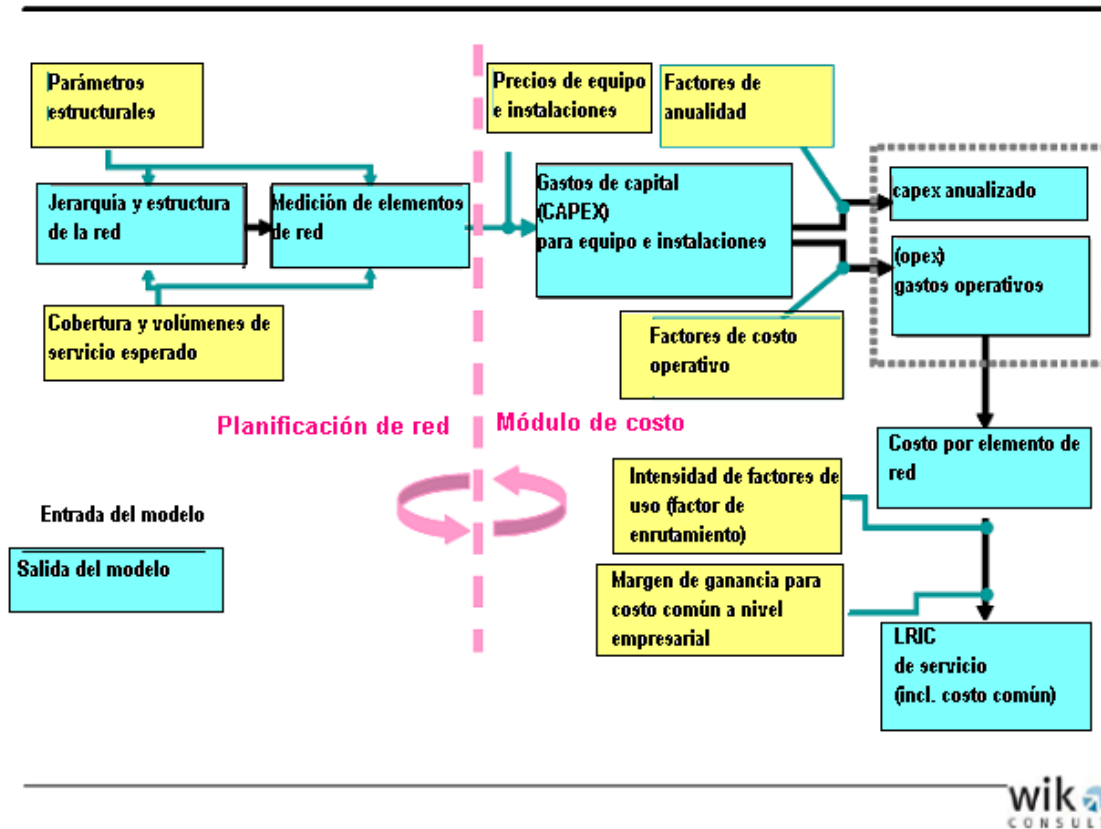 Parámetros
estructurales
Precios de equipo
e instalaciones
Factores de
anualidad
Jerarquía y estructura
de la red
Medición de elementos
de red
Gastos de capital
(CAPEX)
para equipo e instalaciones
capex anualizado
(opex)
gastos operativos
Cobertura y volúmenes de
servicio esperado
Factores de costo
operativo
Planificación de red
Módulo de costo
Costo por elemento de
red
Intensidad de factores de
uso (factor de
enrutamiento)
Entrada del modelo
Salida del modelo
Margen de ganancia para
costo común a nivel
empresarial
LRIC
de servicio
(incl. costo común)
wik
CONSULT